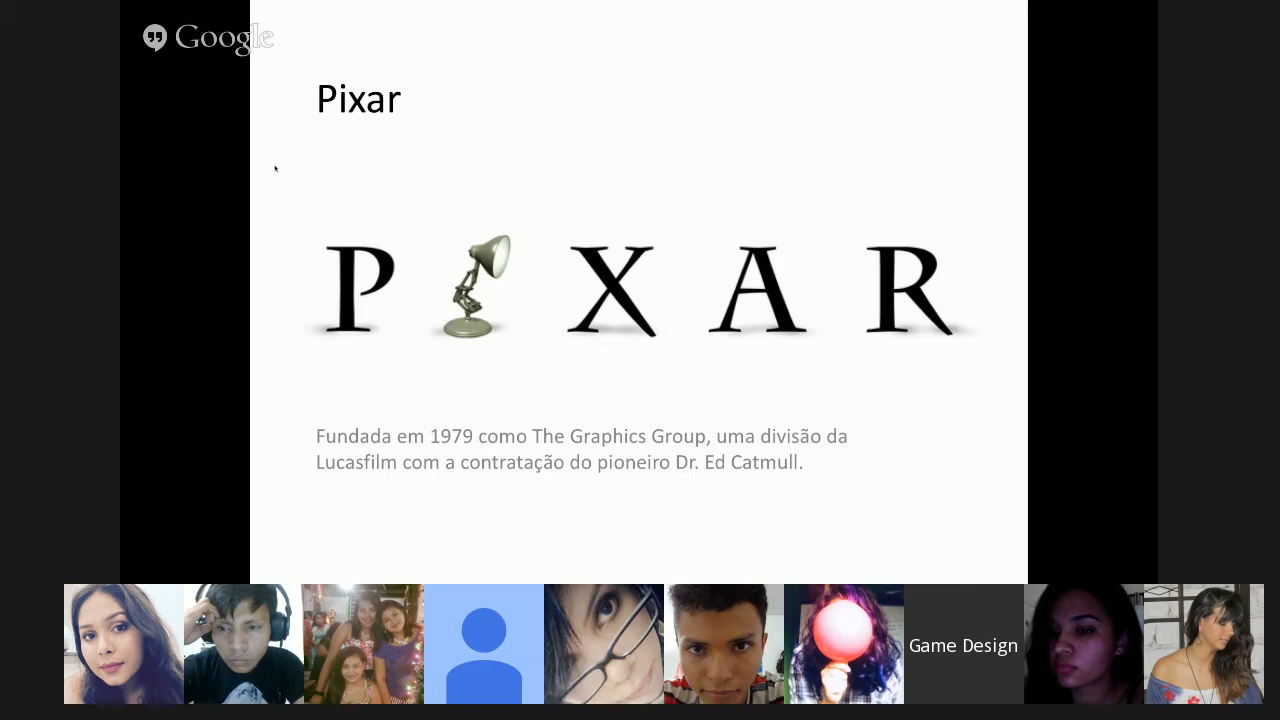 Google
Pixar
P XAR
Fundada em 1979 como The Graphics Group, uma divisão da
Lucasfilm com a contratação do pioneiro Dr. Ed Catmull.
Game Design